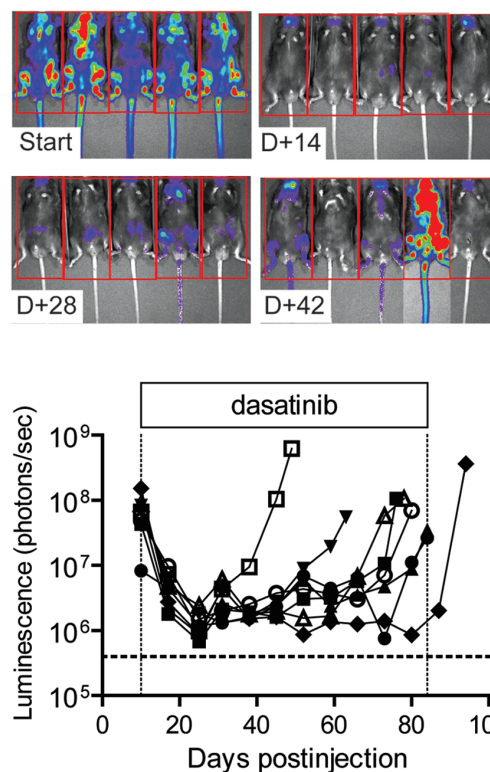 Start
D+14
D+28
D+42
dasatinib
Luminescence (photons/sec)
10⁹
10⁸
10⁷
10⁶
10⁵
0 20 40 60 80 100
Days postinjection